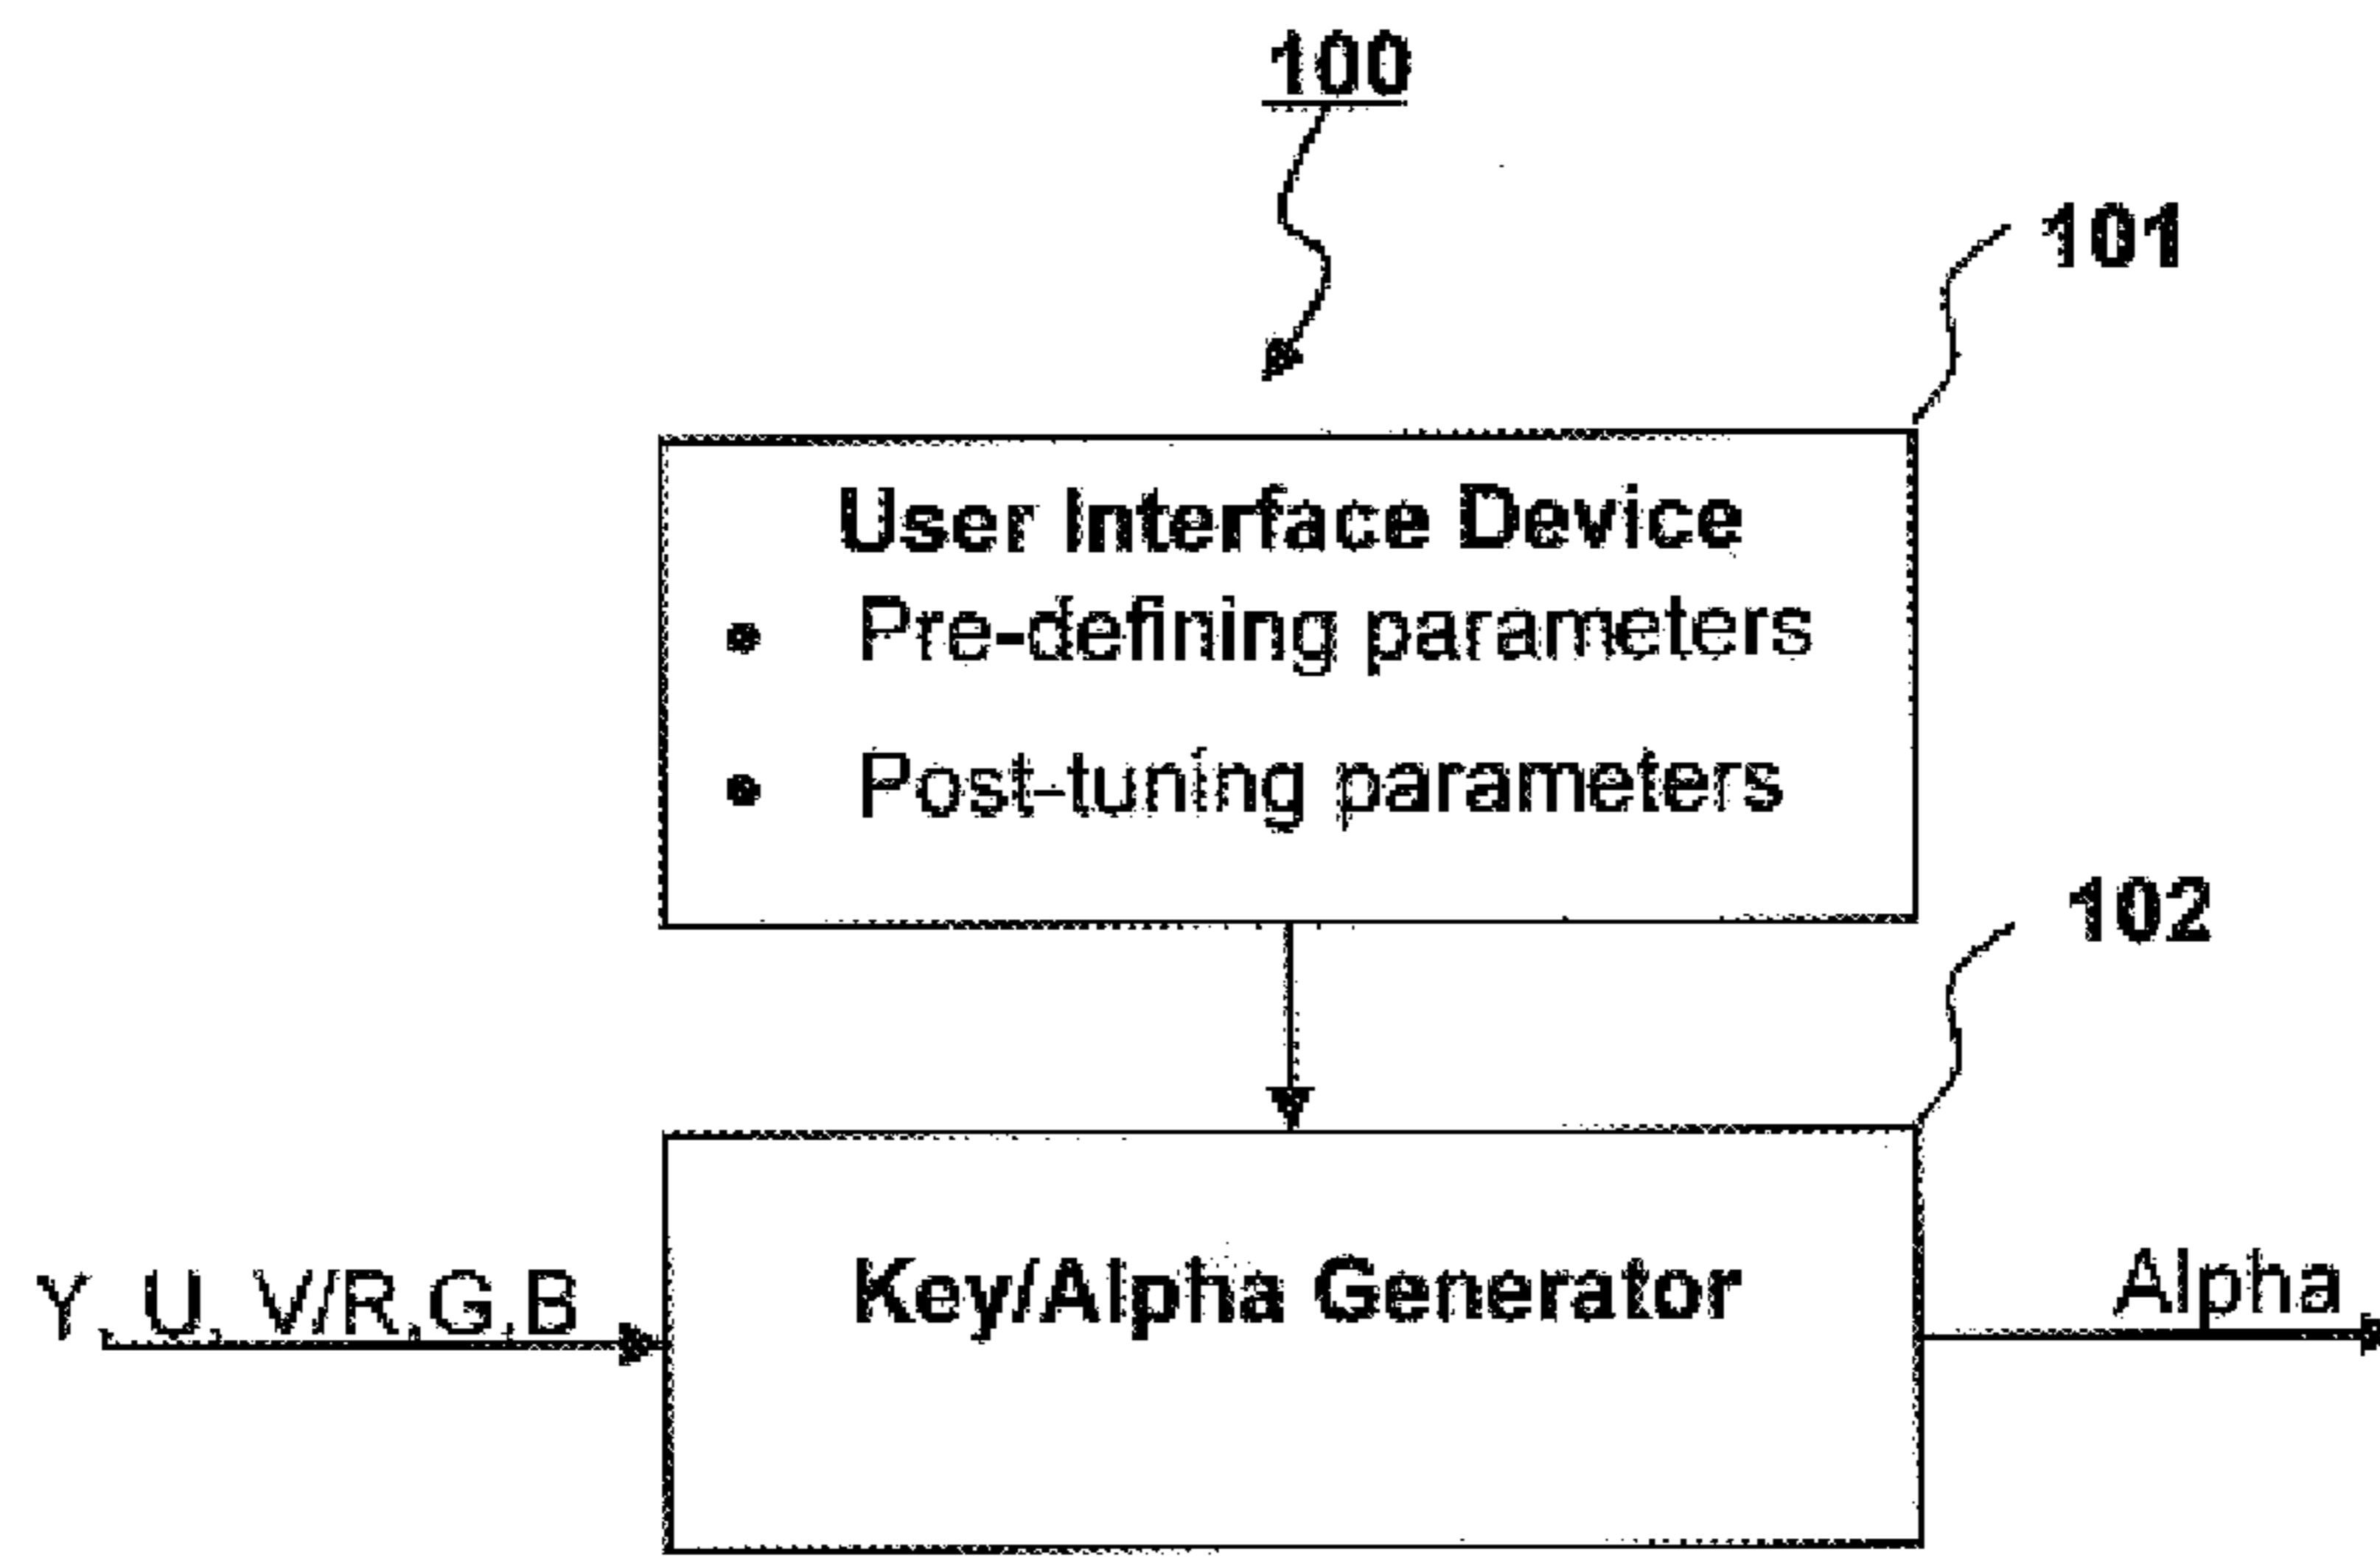 100
101
User Interface Device
• Pre-defining parameters
• Post-tuning parameters
102
Y, U, V/R,G,B
Key/Alpha Generator
Alpha